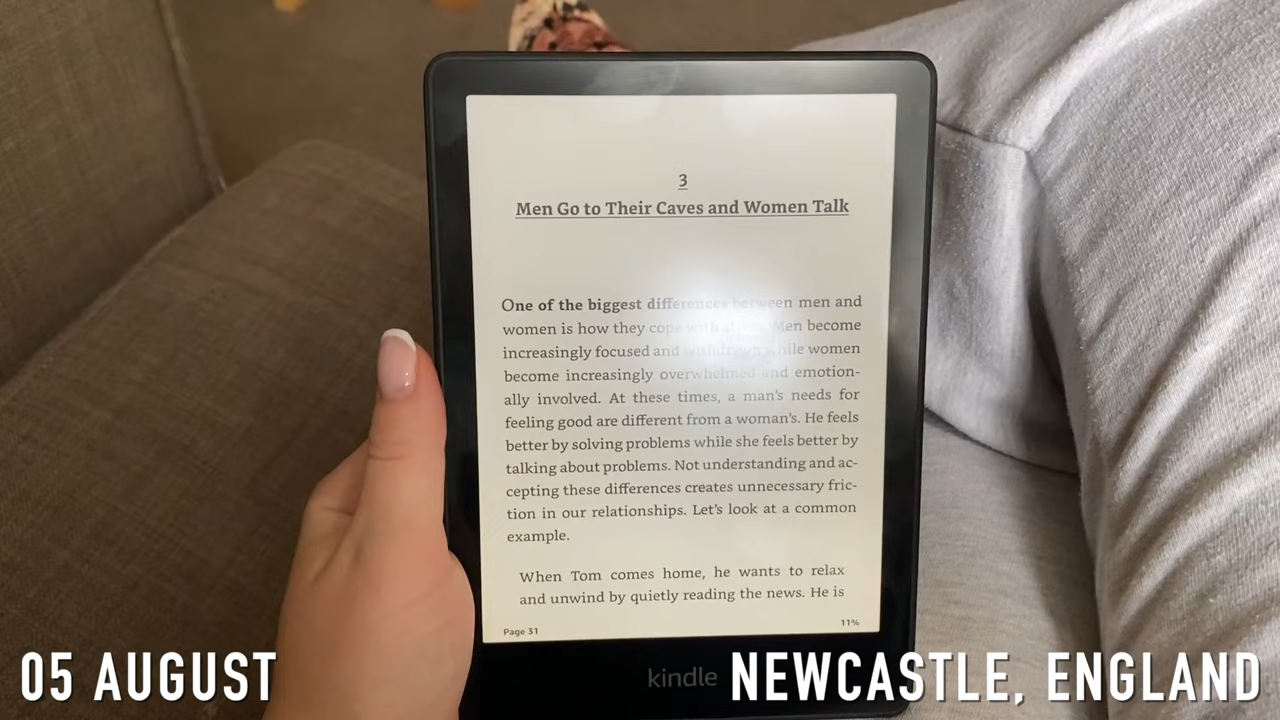 3
Men Go to Their Caves and Women Talk
One of the biggest differences between men and
women is how they cope with stress. Men become
increasingly focused and withdrawn while women
become increasingly overwhelmed and emotion-
ally involved. At these times, a man's needs for
feeling good are different from a woman's. He feels
better by solving problems while she feels better by
talking about problems. Not understanding and ac-
cepting these differences creates unnecessary fric-
tion in our relationships. Let's look at a common
example.
When Tom comes home, he wants to relax
and unwind by quietly reading the news. He is
Page 31
11%
kindle
05 AUGUST
NEWCASTLE, ENGLAND